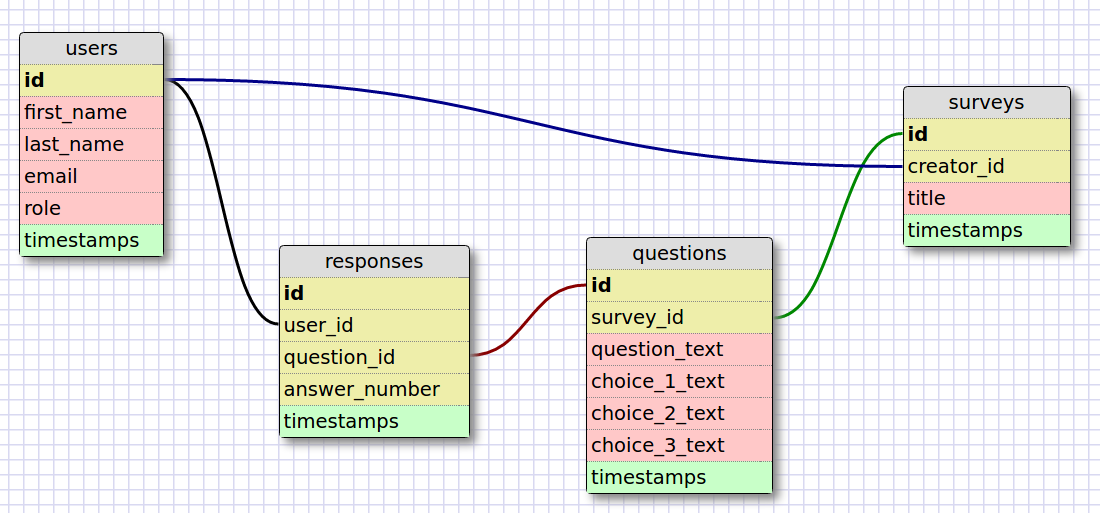 users
id
first_name
last_name
email
role
timestamps
responses
id
user_id
question_id
answer_number
timestamps
questions
id
survey_id
question_text
choice_1_text
choice_2_text
choice_3_text
timestamps
surveys
id
creator_id
title
timestamps